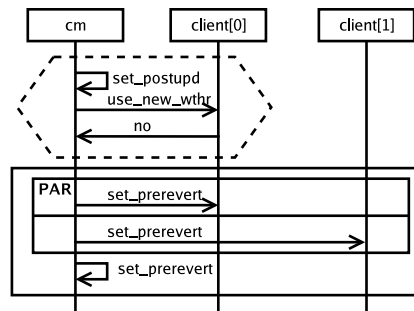 cm client[0] client[1]
set_postupd
use_new_wthr
no
PAR
set_prerevert
set_prerevert
set_prerevert